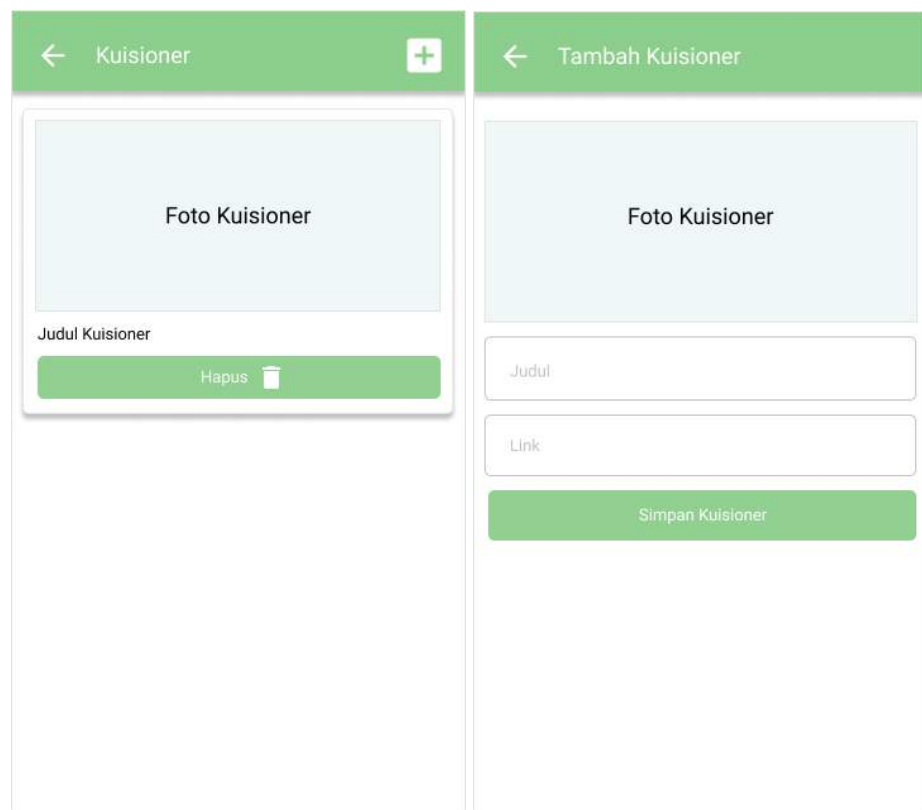 Kuisioner
Foto Kuisioner
Judul Kuisioner
Hapus
Tambah Kuisioner
Foto Kuisioner
Judul
Link
Simpan Kuisioner